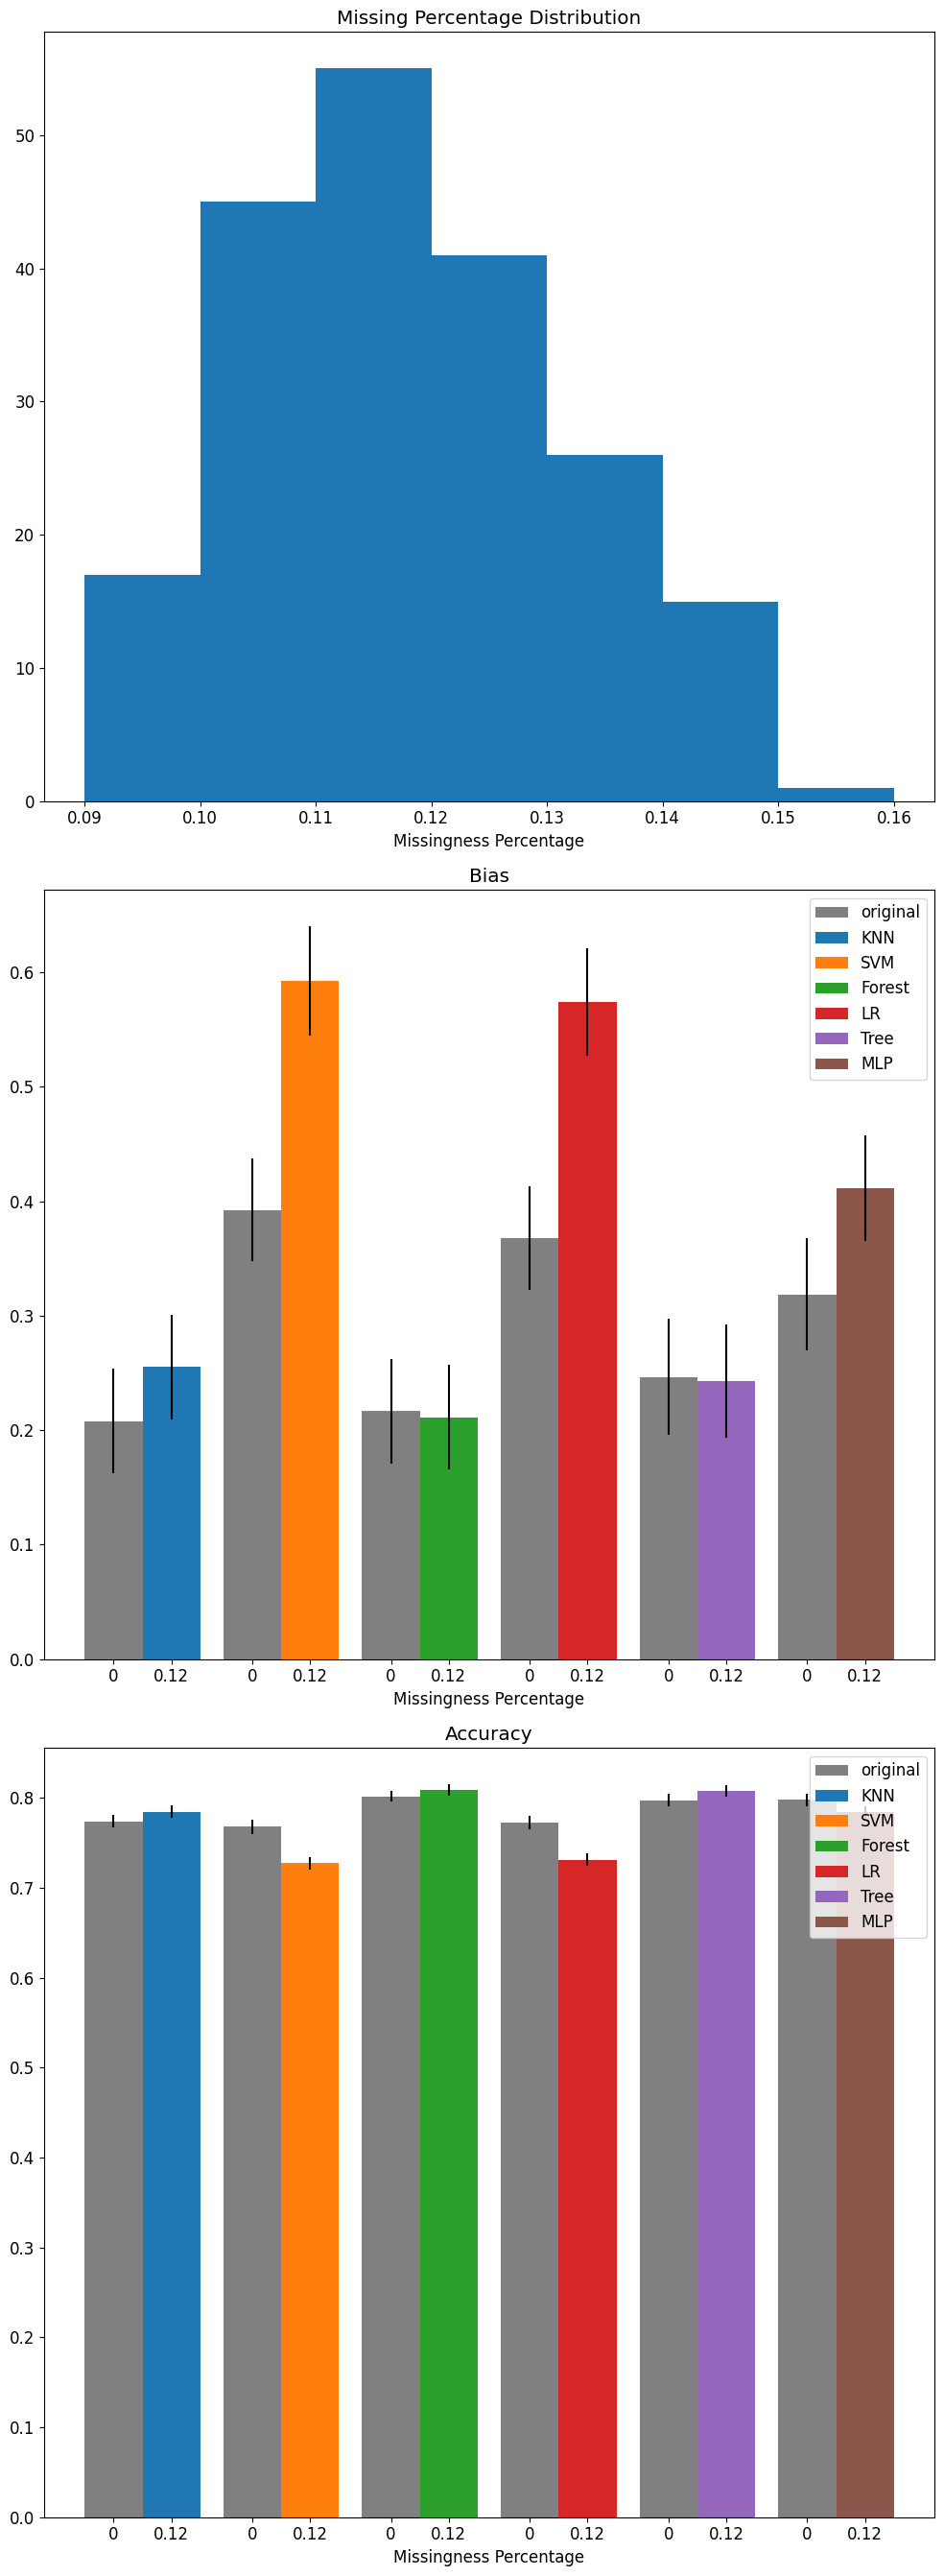 Missing Percentage Distribution
50
40
30
20
10
0
0.09 0.10 0.11 0.12 0.13 0.14 0.15 0.16
Missingness Percentage
Bias
original
KNN
SVM
Forest
LR
Tree
MLP
0.6
0.5
0.4
0.3
0.2
0.1
0.0
0 0.12 0 0.12 0 0.12 0 0.12 0 0.12 0 0.12
Missingness Percentage
Accuracy
original
KNN
SVM
Forest
LR
Tree
MLP
0.8
0.7
0.6
0.5
0.4
0.3
0.2
0.1
0.0
0 0.12 0 0.12 0 0.12 0 0.12 0 0.12 0 0.12
Missingness Percentage